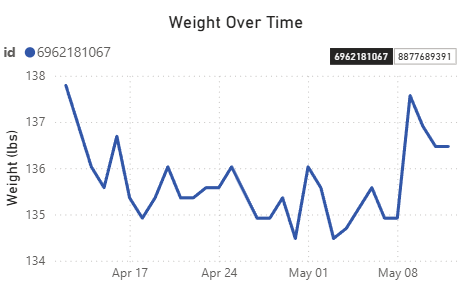 Weight Over Time
id 6962181067
6962181067 8877689391
Weight (lbs)
138
137
136
135
134
Apr 17 Apr 24 May 01 May 08